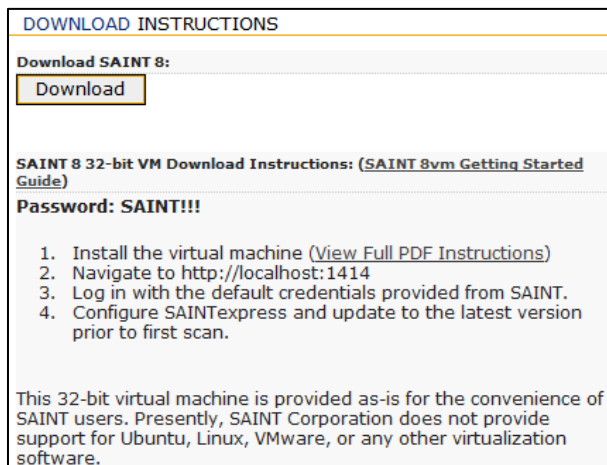 DOWNLOAD INSTRUCTIONS
Download SAINT 8:
Download
SAINT 8 32-bit VM Download Instructions: (SAINT 8vm Getting Started
Guide)
Password: SAINT!!!
1. Install the virtual machine (View Full PDF Instructions)
2. Navigate to http://localhost:1414
3. Log in with the default credentials provided from SAINT.
4. Configure SAINTexpress and update to the latest version
prior to first scan.
This 32-bit virtual machine is provided as-is for the convenience of
SAINT users. Presently, SAINT Corporation does not provide
support for Ubuntu, Linux, VMware, or any other virtualization
software.